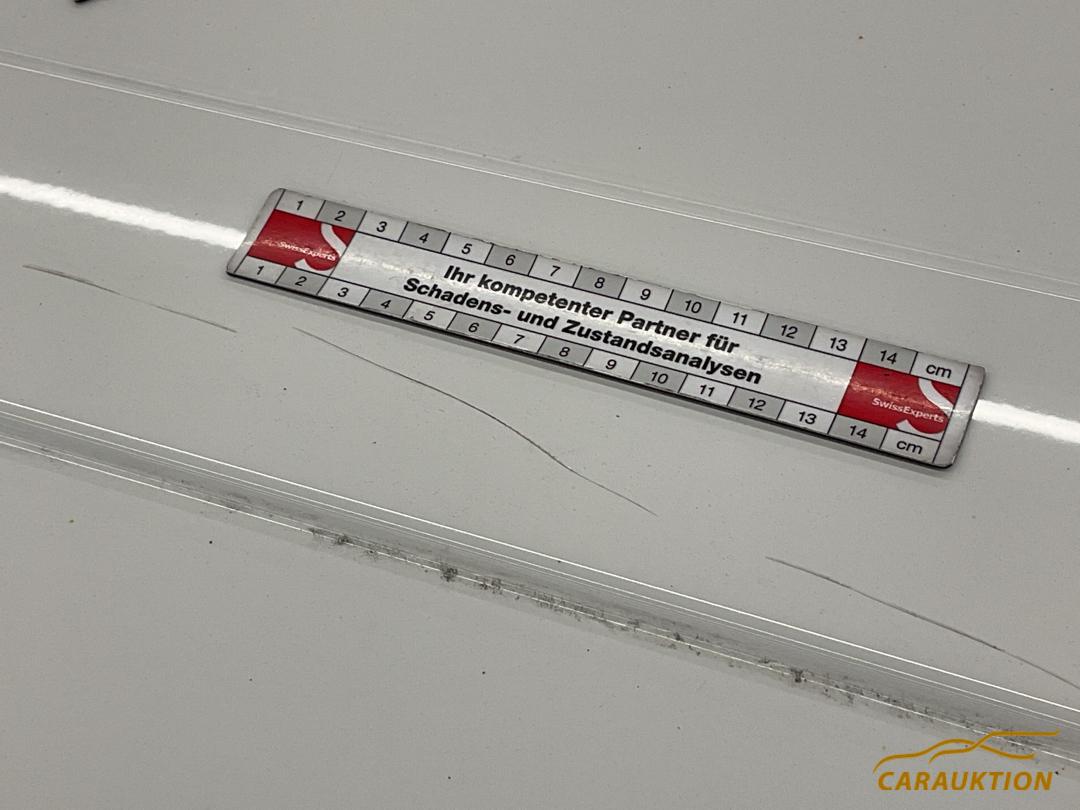 1 2 3 4 5 6 7 8 9 10 11 12 13 14 cm
SwissExperts
Ihr kompetenter Partner für
Schadens- und Zustandsanalysen
SwissExperts
1 2 3 4 5 6 7 8 9 10 11 12 13 14 cm
CARAUKTION